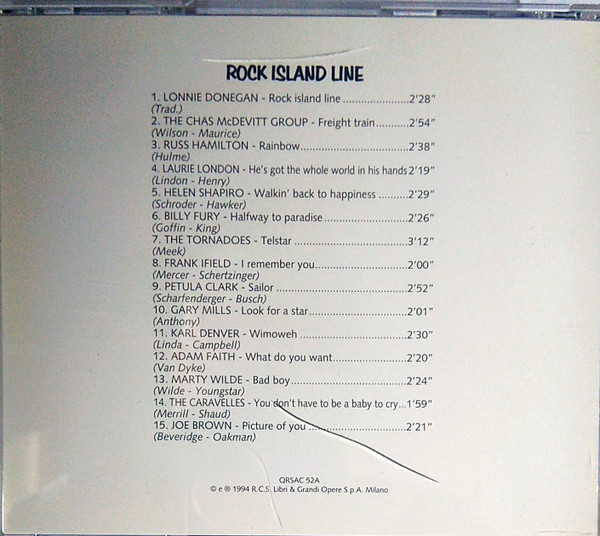 ROCK ISLAND LINE
1. LONNIE DONEGAN - Rock island line......................2'28"
(Trad.)
2. THE CHAS McDEVITT GROUP - Freight train..........2'54"
(Wilson - Maurice)
3. RUSS HAMILTON - Rainbow...................................2'38"
(Hulme)
4. LAURIE LONDON - He's got the whole world in his hands2'19"
(Lindon - Henry)
5. HELEN SHAPIRO - Walkin' back to happiness ..........2'29"
(Schroder - Hawker)
6. BILLY FURY - Halfway to paradise...........................2'26"
(Goffin - King)
7. THE TORNADOES - Telstar .....................................3'12"
(Meek)
8. FRANK IFIELD - I remember you..............................2'00"
(Mercer - Schertzinger)
9. PETULA CLARK - Sailor ...........................................2'52"
(Scharfenderger - Busch)
10. GARY MILLS - Look for a star................................2'01"
(Anthony)
11. KARL DENVER - Wimoweh ...................................2'30"
(Linda - Campbell)
12. ADAM FAITH - What do you want........................2'20"
(Van Dyke)
13. MARTY WILDE - Bad boy......................................2'24"
(Wilde - Youngstar)
14. THE CARAVELLES - You don't have to be a baby to cry...1'59"
(Merrill - Shaud)
15. JOE BROWN - Picture of you ................................2'21"
(Beveridge - Oakman)
QRSAC 52A
© e ® 1994 R.C.S. Libri & Grandi Opere S.p.A. Milano